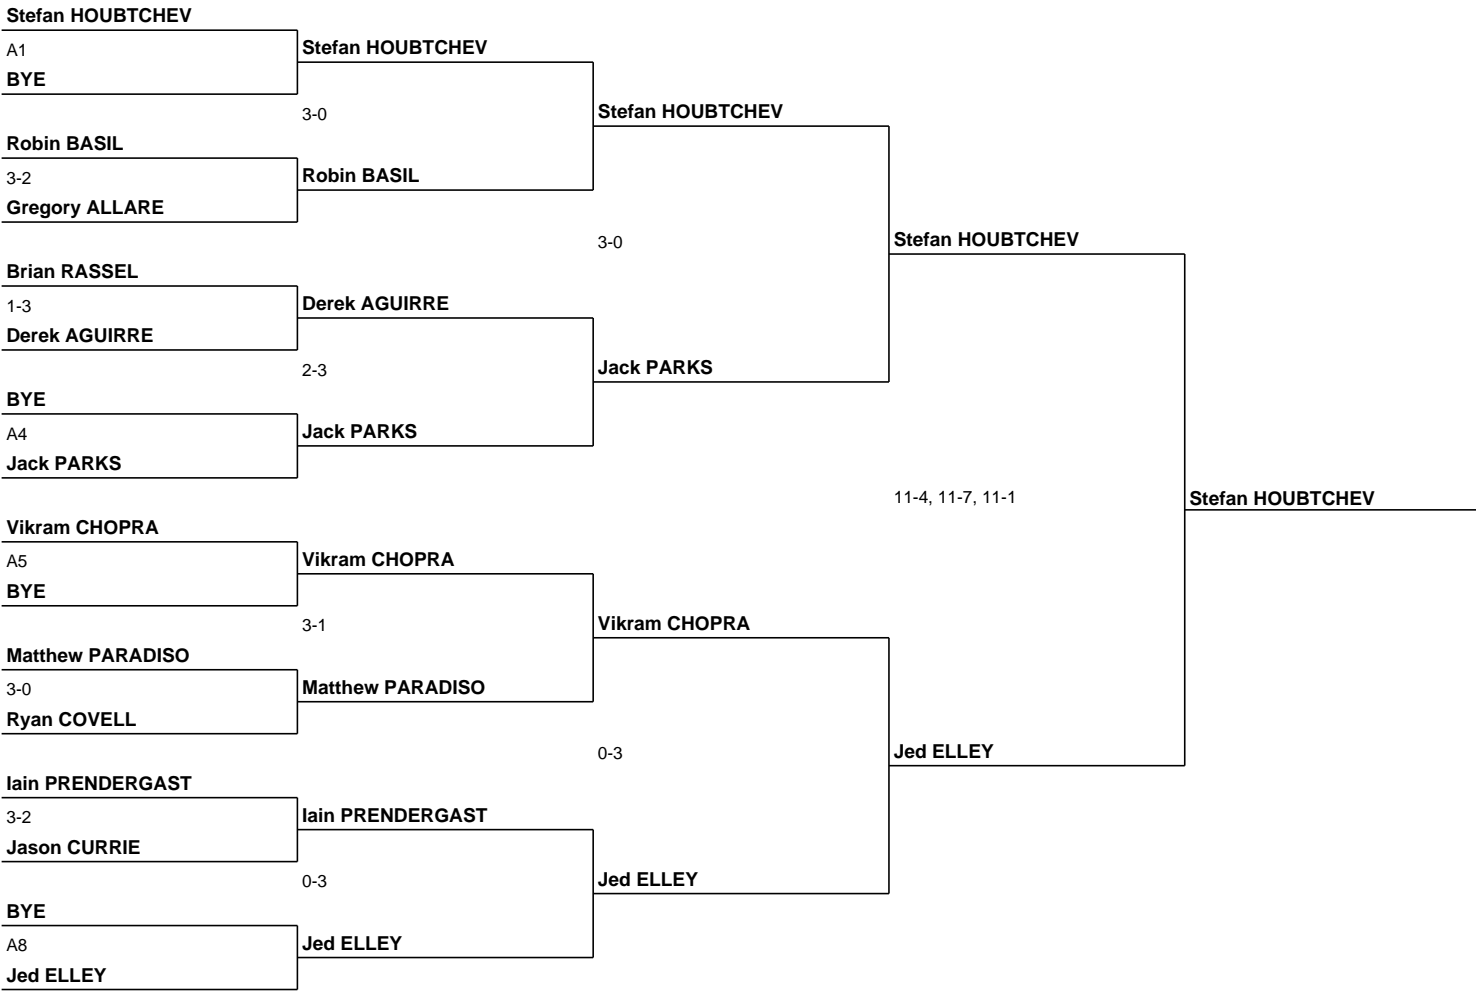 Stefan HOUBTCHEV
A1
BYE
Robin BASIL
3-2
Gregory ALLARE
Brian RASSEL
1-3
Derek AGUIRRE
BYE
A4
Jack PARKS
Vikram CHOPRA
A5
BYE
Matthew PARADISO
3-0
Ryan COVELL
Iain PRENDERGAST
3-2
Jason CURRIE
BYE
A8
Jed ELLEY
Stefan HOUBTCHEV
3-0
Robin BASIL
Derek AGUIRRE
2-3
Jack PARKS
Vikram CHOPRA
3-1
Matthew PARADISO
Iain PRENDERGAST
0-3
Jed ELLEY
Stefan HOUBTCHEV
3-0
Jack PARKS
Vikram CHOPRA
0-3
Jed ELLEY
Stefan HOUBTCHEV
11-4, 11-7, 11-1
Jed ELLEY
Stefan HOUBTCHEV